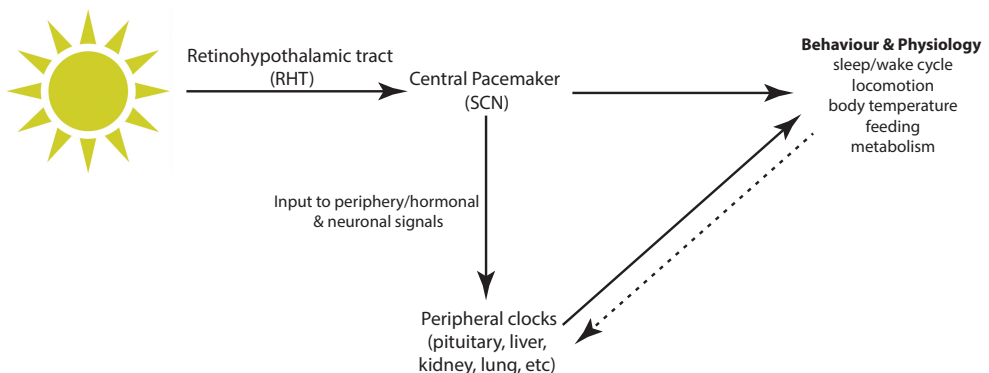 Retinohypothalamic tract
(RHT)
Central Pacemaker
(SCN)
Behaviour & Physiology
sleep/wake cycle
locomotion
body temperature
feeding
metabolism
Input to periphery/hormonal
& neuronal signals
Peripheral clocks
(pituitary, liver,
kidney, lung, etc)